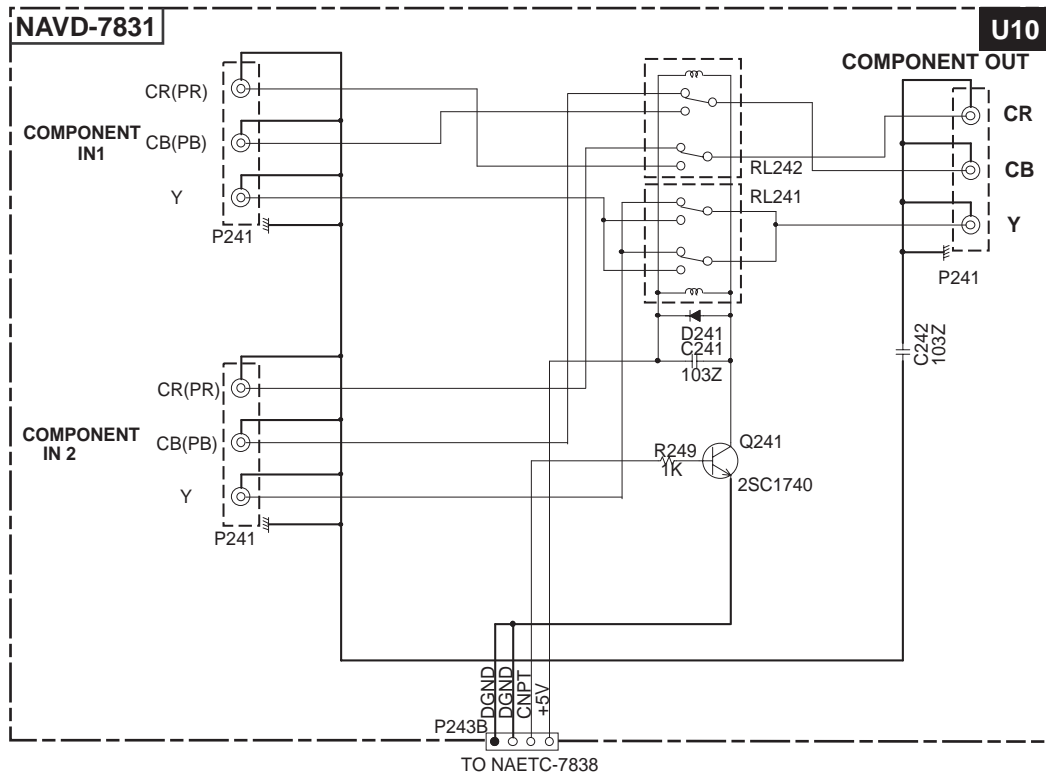 NAVD-7831
U10
COMPONENT OUT
CR(PR)
COMPONENT
IN1
CB(PB)
Y
P241
RL242
RL241
CR
CB
Y
P241
D241
C241
103Z
C242
103Z
CR(PR)
COMPONENT
IN 2
CB(PB)
Y
P241
R249
1K
Q241
2SC1740
DGND
DGND
CNPT
+5V
P243B
TO NAETC-7838